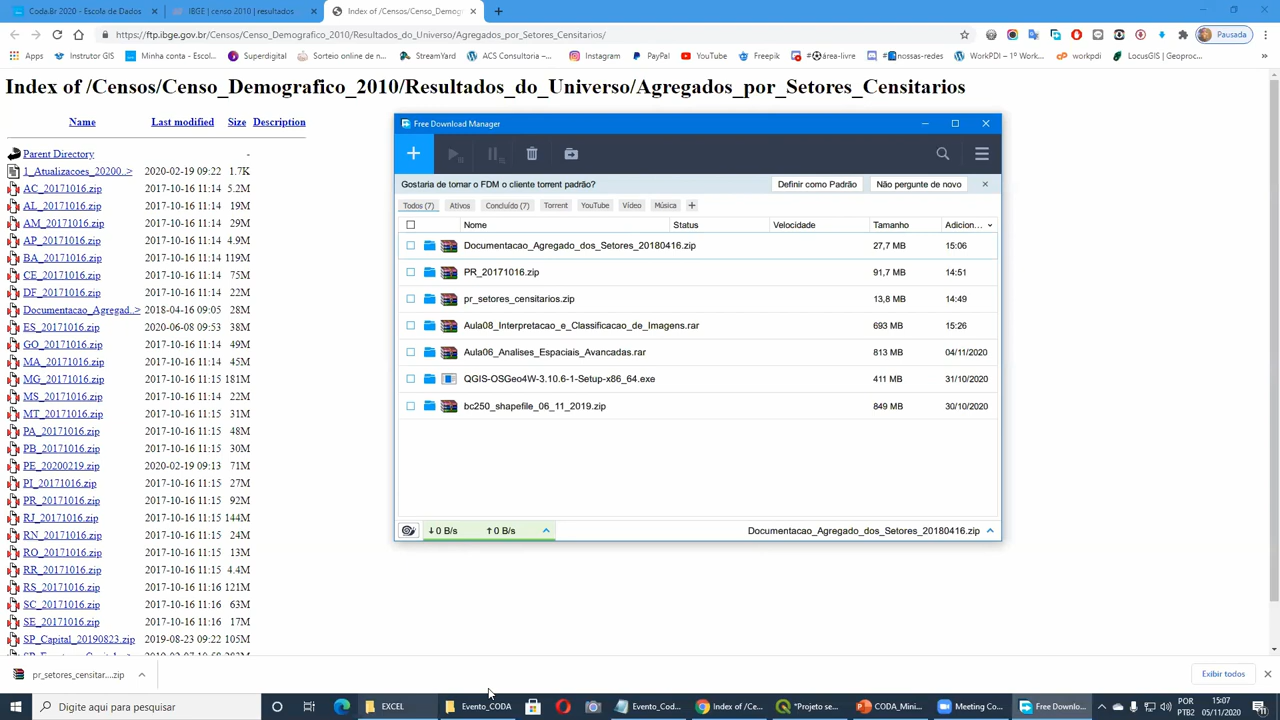 Coda.Br 2020 - Escola de Dados
IBGE | censo 2010 | resultados
Index of /Censos/Censo_Demogra
https://ftp.ibge.gov.br/Censos/Censo_Demografico_2010/Resultados_do_Universo/Agregados_por_Setores_Censitarios/
Pausada
Apps Instrutor GIS Minha conta - Escol... Superdigital Sorteio online no c... StreamYard ACS Consultoria –... Instagram PayPal YouTube Freepik #⚽área-livre #🏢nossas-redes WorkPDI – 1º Work... workpdi LocusGIS | Geoproc... »
Index of /Censos/Censo_Demografico_2010/Resultados_do_Universo/Agregados_por_Setores_Censitarios
Name Last modified Size Description
Parent Directory -
1_Atualizacoes_20200..> 2020-02-19 09:22 1.7K
AC_20171016.zip 2017-10-16 11:14 5.2M
AL_20171016.zip 2017-10-16 11:14 19M
AM_20171016.zip 2017-10-16 11:14 23M
AP_20171016.zip 2017-10-16 11:14 4.9M
BA_20171016.zip 2017-10-16 11:14 119M
CE_20171016.zip 2017-10-16 11:14 75M
DF_20171016.zip 2017-10-16 11:14 22M
Documentacao_Agregad..> 2018-04-16 09:05 28M
ES_20171016.zip 2020-06-08 09:53 38M
GO_20171016.zip 2017-10-16 11:14 49M
MA_20171016.zip 2017-10-16 11:14 45M
MG_20171016.zip 2017-10-16 11:15 181M
MS_20171016.zip 2017-10-16 11:14 22M
MT_20171016.zip 2017-10-16 11:15 31M
PA_20171016.zip 2017-10-16 11:15 40M
PB_20171016.zip 2017-10-16 11:15 30M
PE_20200219.zip 2020-02-19 09:13 71M
PI_20171016.zip 2017-10-16 11:15 27M
PR_20171016.zip 2017-10-16 11:15 92M
RJ_20171016.zip 2017-10-16 11:15 144M
RN_20171016.zip 2017-10-16 11:15 24M
RO_20171016.zip 2017-10-16 11:15 13M
RR_20171016.zip 2017-10-16 11:15 4.4M
RS_20171016.zip 2017-10-16 11:16 121M
SC_20171016.zip 2017-10-16 11:16 63M
SE_20171016.zip 2017-10-16 11:16 17M
SP_Capital_20190823.zip 2019-08-23 09:22 105M
Free Download Manager
Gostaria de tornar o FDM o cliente torrent padrão? Definir como Padrão Não pergunte de novo
Todos (7) Ativos Concluído (7) Torrent YouTube Vídeo Música
Nome Status Velocidade Tamanho Adicion...
Documentacao_Agregado_dos_Setores_20180416.zip 27,7 MB 15:06
PR_20171016.zip 91,7 MB 14:51
pr_setores_censitarios.zip 13,8 MB 14:49
Aula08_Interpretacao_e_Classificacao_de_Imagens.rar 693 MB 15:26
Aula06_Analises_Espaciais_Avancadas.rar 813 MB 04/11/2020
QGIS-OSGeo4W-3.10.6-1-Setup-x86_64.exe 411 MB 31/10/2020
bc250_shapefile_06_11_2019.zip 849 MB 30/10/2020
↓0 B/s ↑0 B/s Documentacao_Agregado_dos_Setores_20180416.zip
pr_setores_censitar....zip Exibir todos
Digite aqui para pesquisar EXCEL Evento_CODA Evento_Cod... Index of /Ce... *Projeto se... CODA_Mini... Meeting Co... Free Downlo... POR PTB2 15:07 05/11/2020